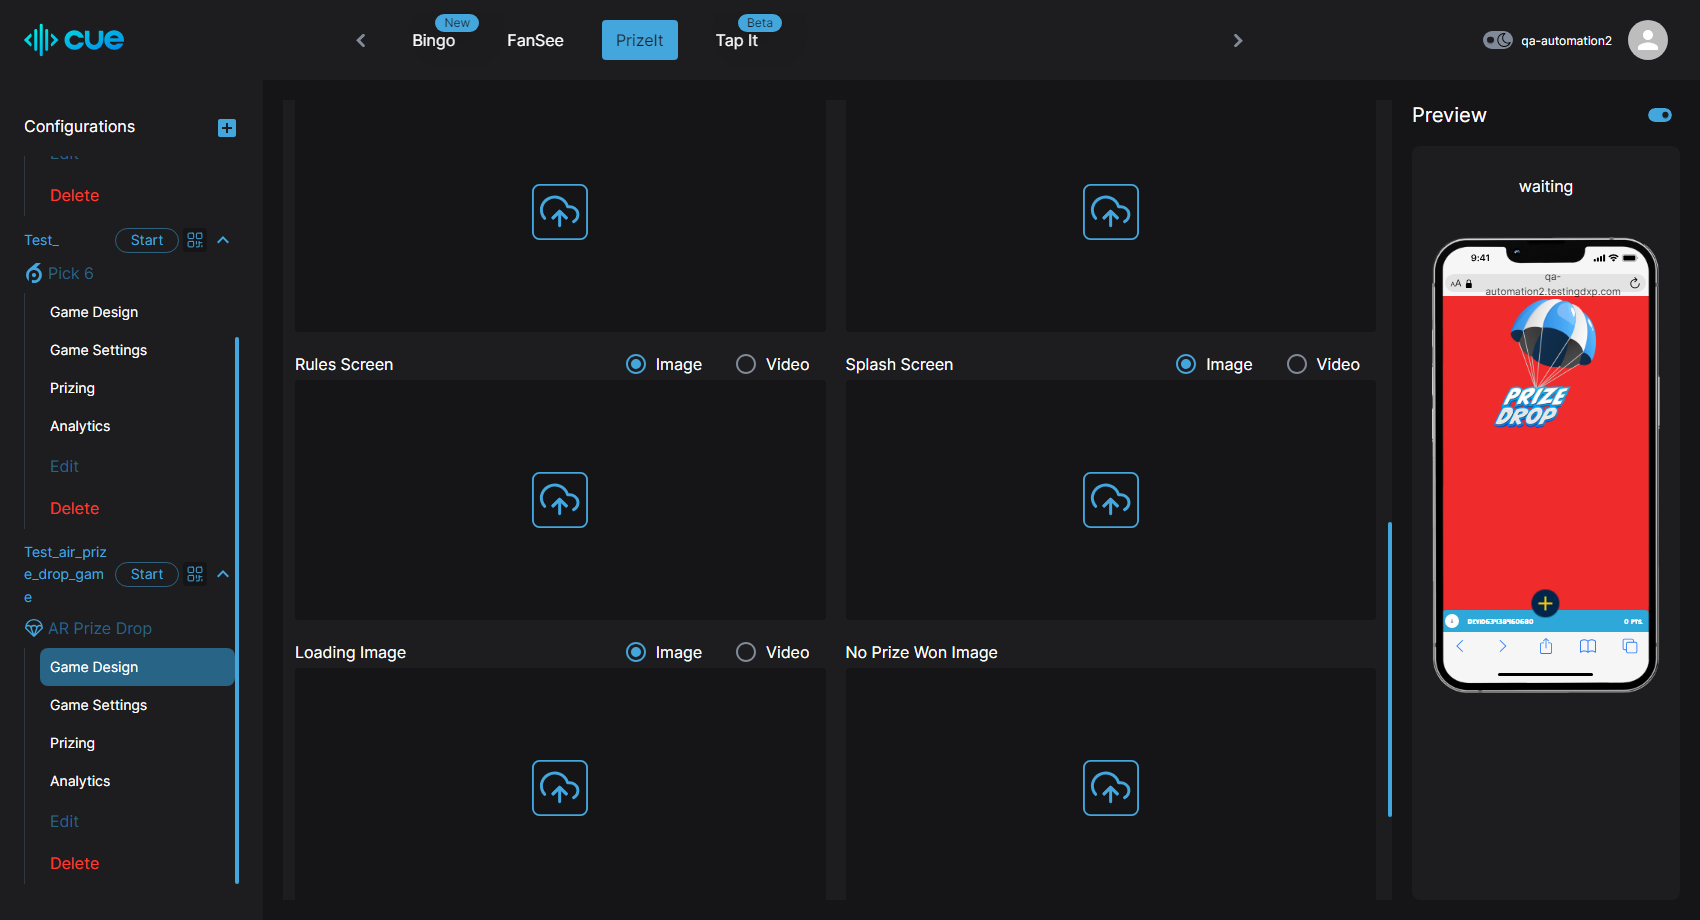 cue
New
Bingo
FanSee
PrizeIt
Beta
Tap It
qa-automation2
Configurations
Edit
Delete
Test_
Start
Pick 6
Game Design
Game Settings
Prizing
Analytics
Edit
Delete
Test_air_priz
e_drop_gam
e
Start
AR Prize Drop
Game Design
Game Settings
Prizing
Analytics
Edit
Delete
Rules Screen
Image
Video
Splash Screen
Image
Video
Loading Image
Image
Video
No Prize Won Image
Preview
waiting
9:41
AA
qa-
automation2.testingdxp.com
PRIZE
DROP
0 PTS.